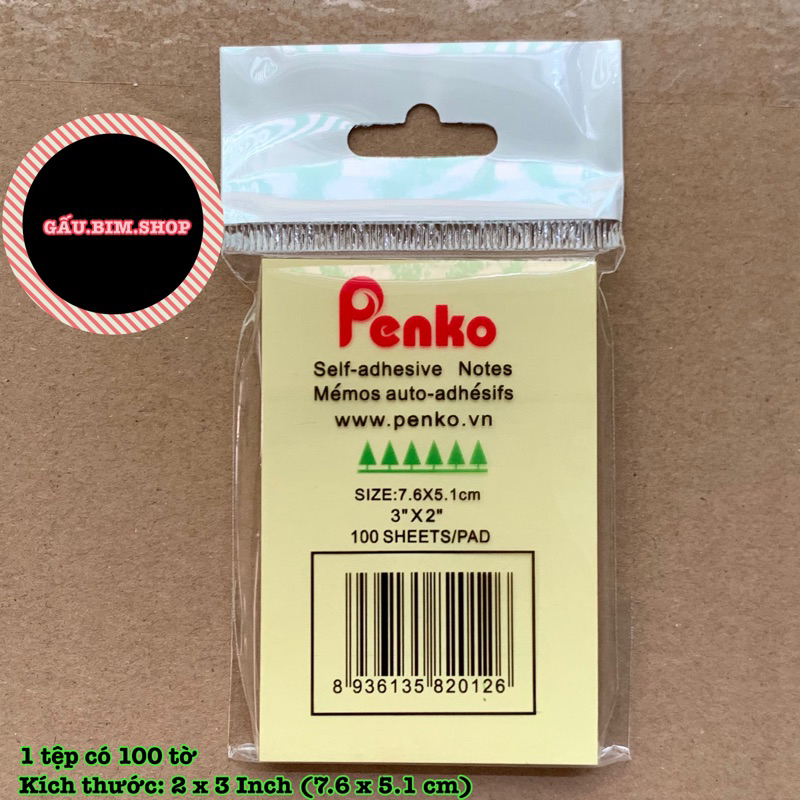 GẤU.BIM.SHOP
Penko
Self-adhesive Notes
Mémos auto-adhésifs
www.penko.vn
SIZE:7.6X5.1cm
3"X2"
100 SHEETS/PAD
8 936135 820126
1 tệp có 100 tờ
Kích thước: 2 x 3 Inch (7.6 x 5.1 cm)